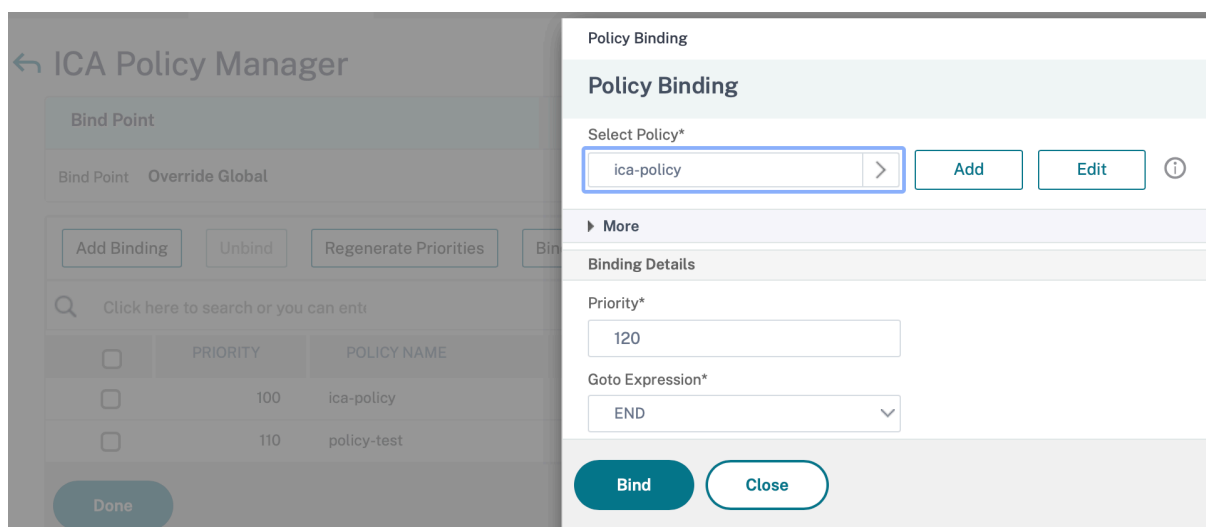 ICA Policy Manager
Bind Point
Bind Point Override Global
Add Binding Unbind Regenerate Priorities Bin
Click here to search or you can entr
PRIORITY POLICY NAME
100 ica-policy
110 policy-test
Done
Policy Binding
Policy Binding
Select Policy*
ica-policy Add Edit
More
Binding Details
Priority*
120
Goto Expression*
END
Bind Close